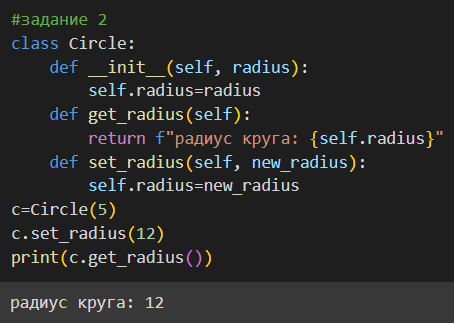 #задание 2
class Circle:
    def __init__(self, radius):
        self.radius=radius
    def get_radius(self):
        return f"радиус круга: {self.radius}"
    def set_radius(self, new_radius):
        self.radius=new_radius
c=Circle(5)
c.set_radius(12)
print(c.get_radius())
радиус круга: 12